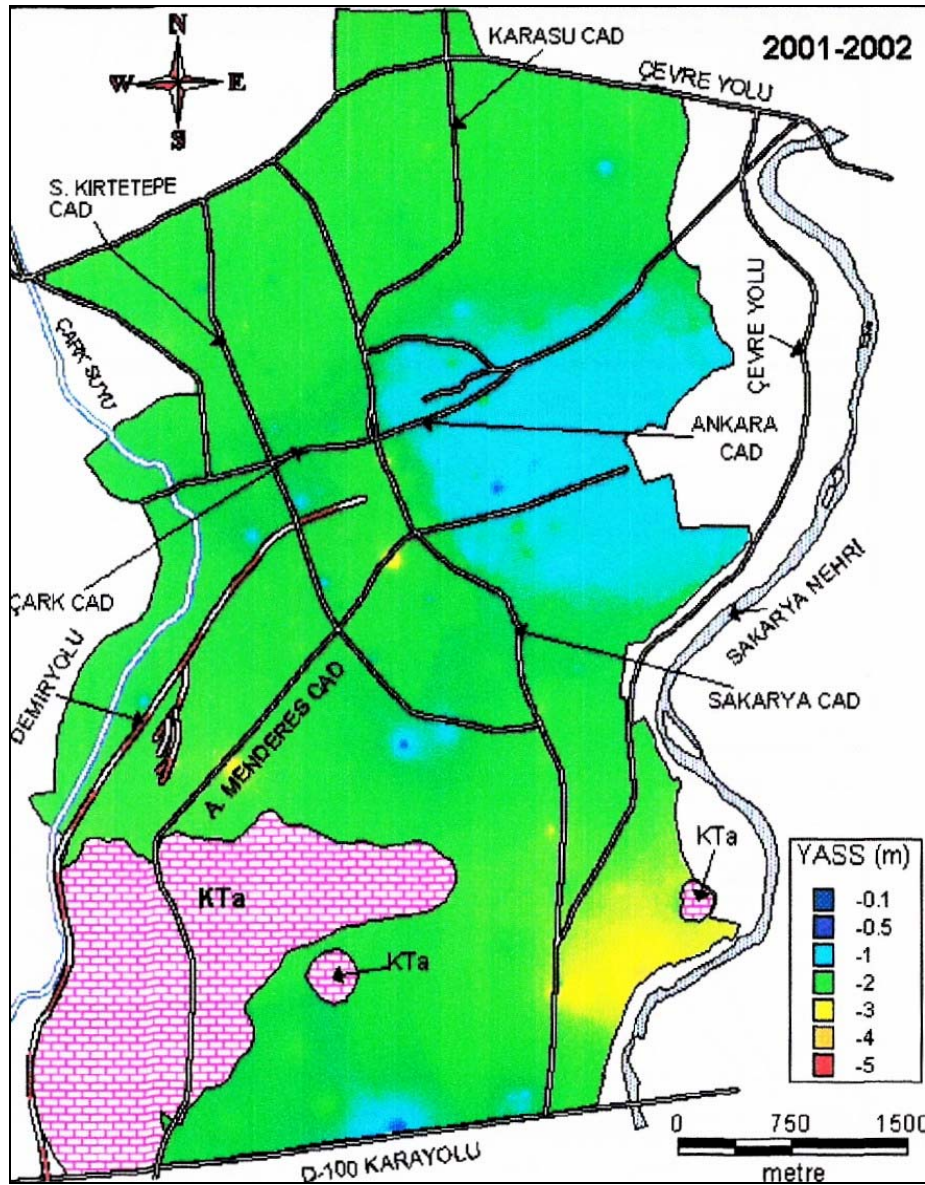 N
W E
S
KARASU CAD
2001-2002
ÇEVRE YOLU
S. KIRTETEPE
CAD
ÇARK SUYU
ÇEVRE YOLU
ANKARA
CAD
ÇARK CAD
SAKARYA NEHRI
DEMIRYOLU
A. MENDERES CAD
SAKARYA CAD
KTa
KTa
KTa
YASS (m)
-0.1
-0.5
-1
-2
-3
-4
-5
0 750 1500
metre
D-100 KARAYOLU